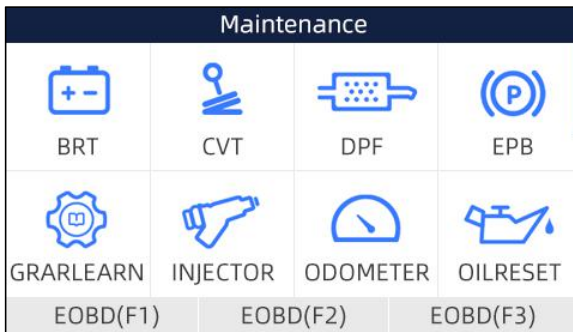 Maintenance
BRT CVT DPF EPB
GRARLEARN INJECTOR ODOMETER OILRESET
EOBD(F1) EOBD(F2) EOBD(F3)